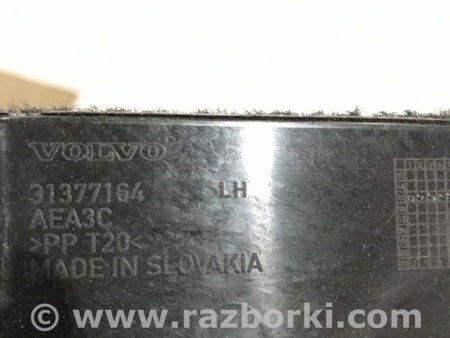 VOLVO
31377164 LH
AEA3C
>PP T20<
MADE IN SLOVAKIA
© www.razborki.com